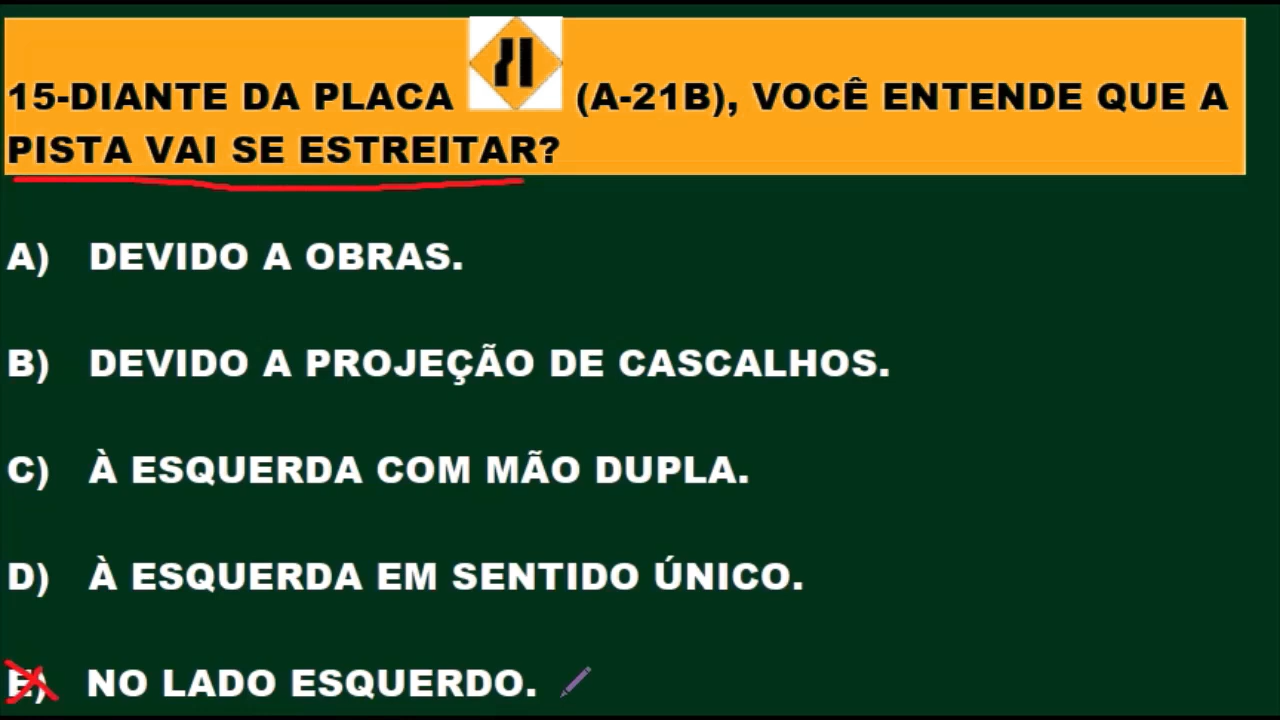 15-DIANTE DA PLACA (A-21B), VOCÊ ENTENDE QUE A
PISTA VAI SE ESTREITAR?
A) DEVIDO A OBRAS.
B) DEVIDO A PROJEÇÃO DE CASCALHOS.
C) À ESQUERDA COM MÃO DUPLA.
D) À ESQUERDA EM SENTIDO ÚNICO.
E) NO LADO ESQUERDO.